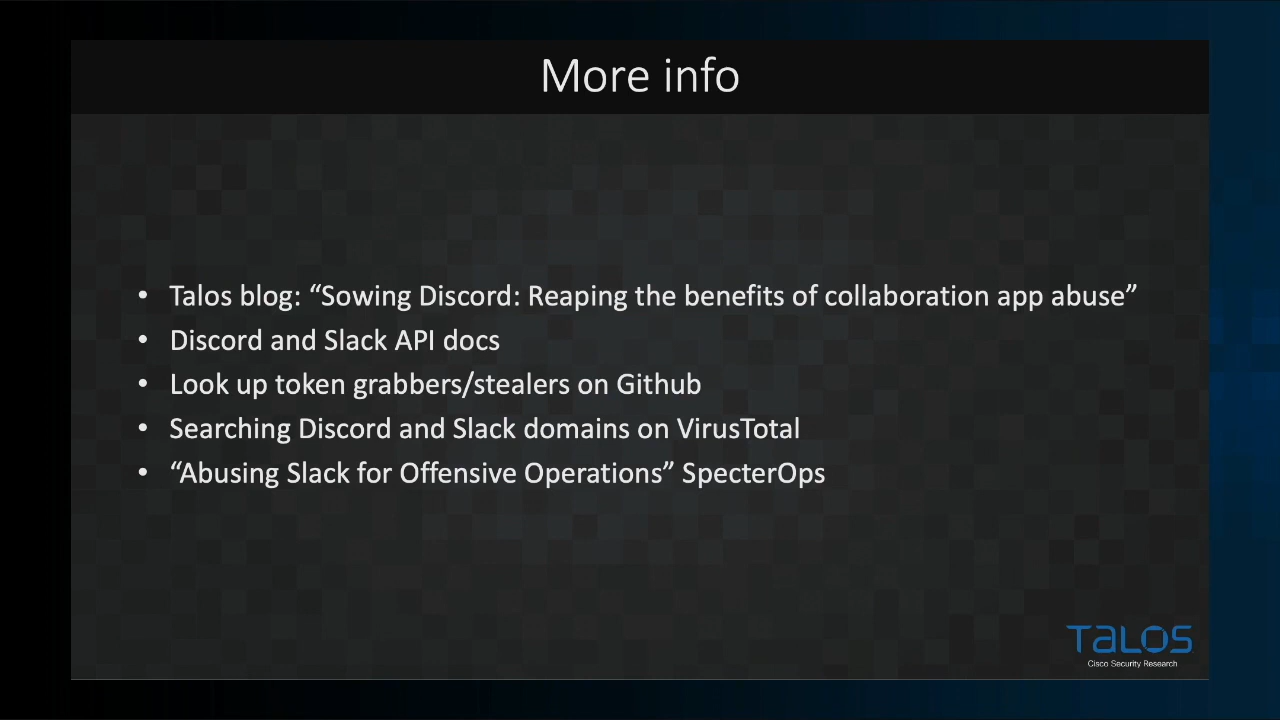 More info
• Talos blog: “Sowing Discord: Reaping the benefits of collaboration app abuse”
• Discord and Slack API docs
• Look up token grabbers/stealers on Github
• Searching Discord and Slack domains on VirusTotal
• “Abusing Slack for Offensive Operations” SpecterOps
TALOS
Cisco Security Research